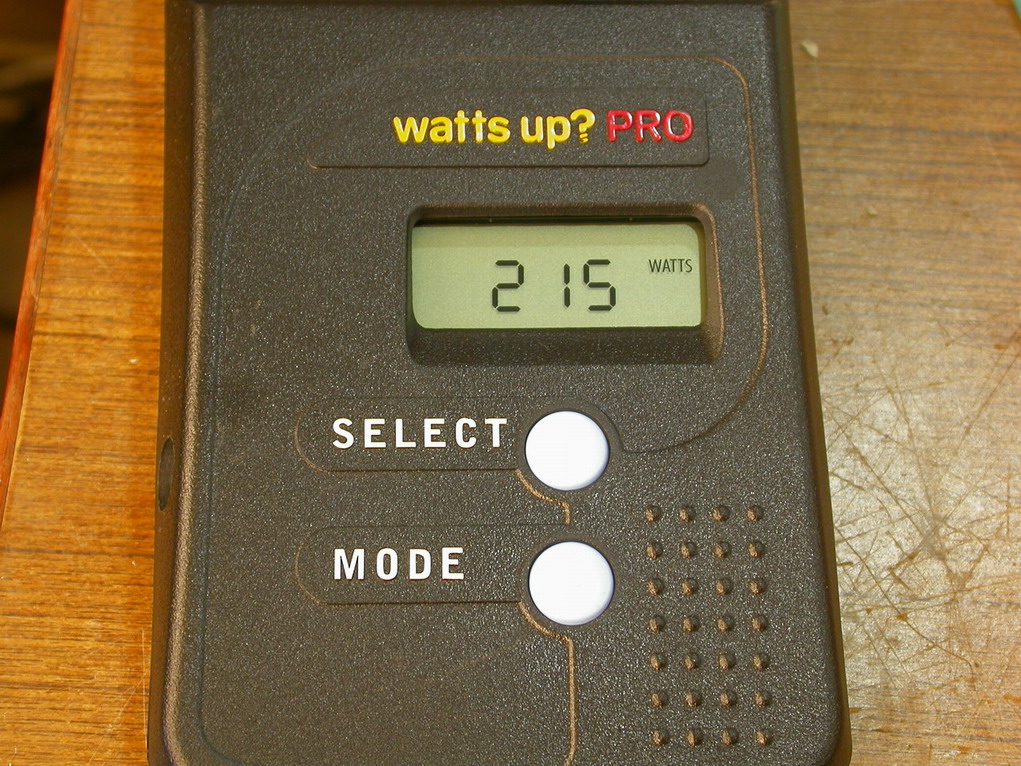 watts up? PRO
215 WATTS
SELECT
MODE